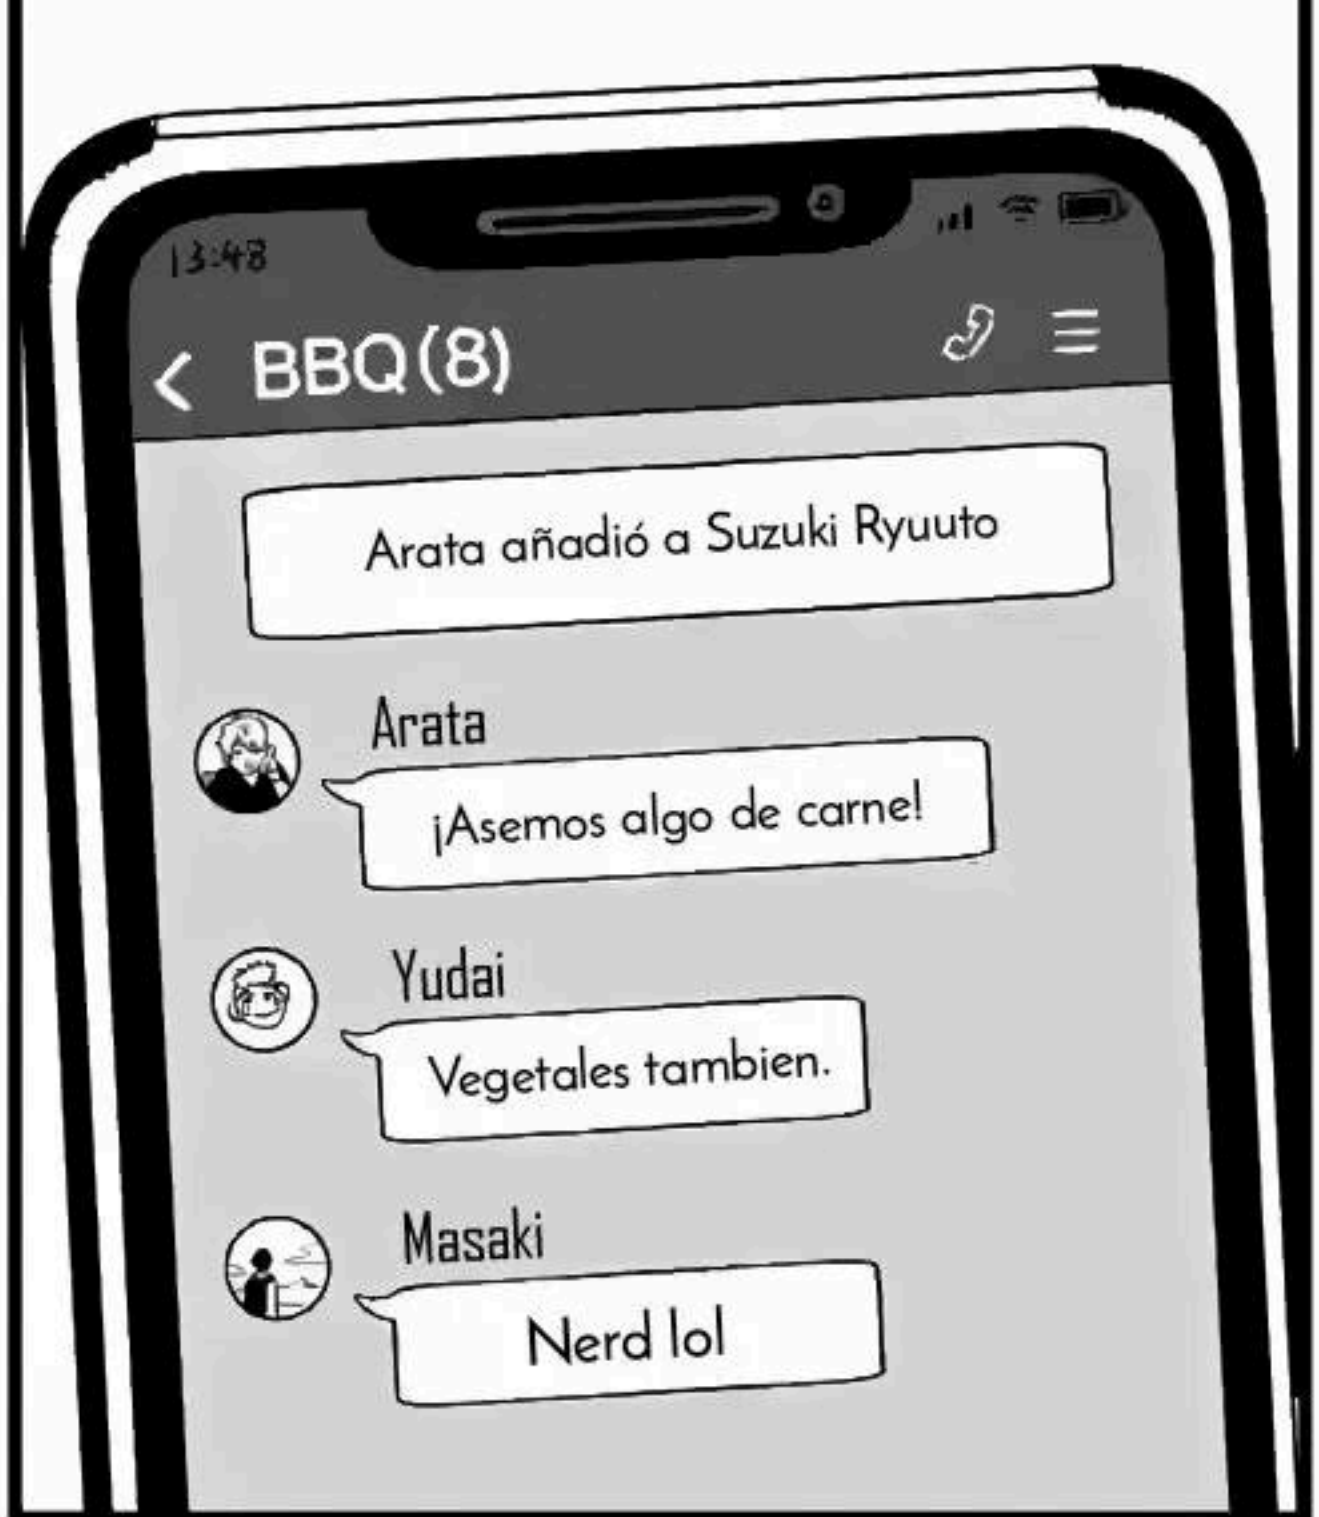 13:48
BBQ(8)
Arata añadió a Suzuki Ryuuto
Arata
¡Asemos algo de carne!
Yudai
Vegetales tambien.
Masaki
Nerd lol